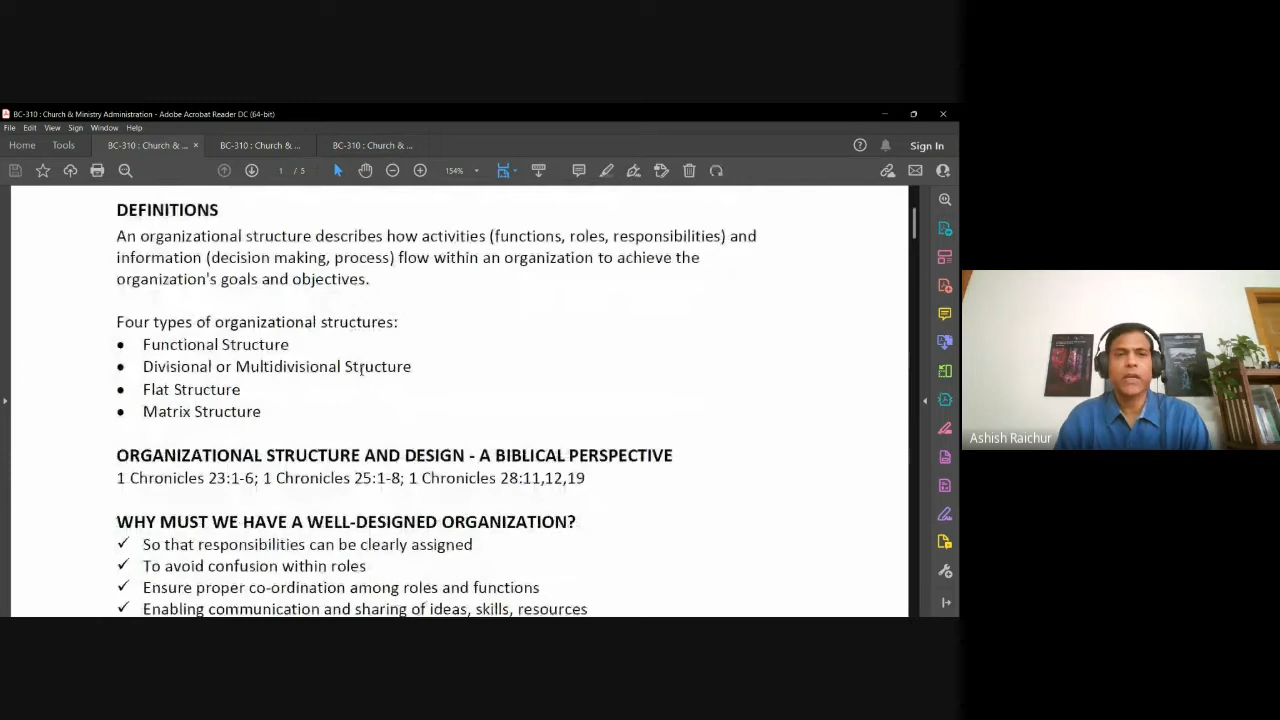 BC-310 : Church & Ministry Administration - Adobe Acrobat Reader DC (64-bit)
File Edit View Sign Window Help
Home Tools BC-310 : Church & ... × BC-310 : Church & ... BC-310 : Church & ... Sign In
1 / 5 154%
DEFINITIONS
An organizational structure describes how activities (functions, roles, responsibilities) and
information (decision making, process) flow within an organization to achieve the
organization's goals and objectives.
Four types of organizational structures:
● Functional Structure
● Divisional or Multidivisional Structure
● Flat Structure
● Matrix Structure
ORGANIZATIONAL STRUCTURE AND DESIGN - A BIBLICAL PERSPECTIVE
1 Chronicles 23:1-6; 1 Chronicles 25:1-8; 1 Chronicles 28:11,12,19
WHY MUST WE HAVE A WELL-DESIGNED ORGANIZATION?
✓ So that responsibilities can be clearly assigned
✓ To avoid confusion within roles
✓ Ensure proper co-ordination among roles and functions
✓ Enabling communication and sharing of ideas, skills, resources
Ashish Raichur